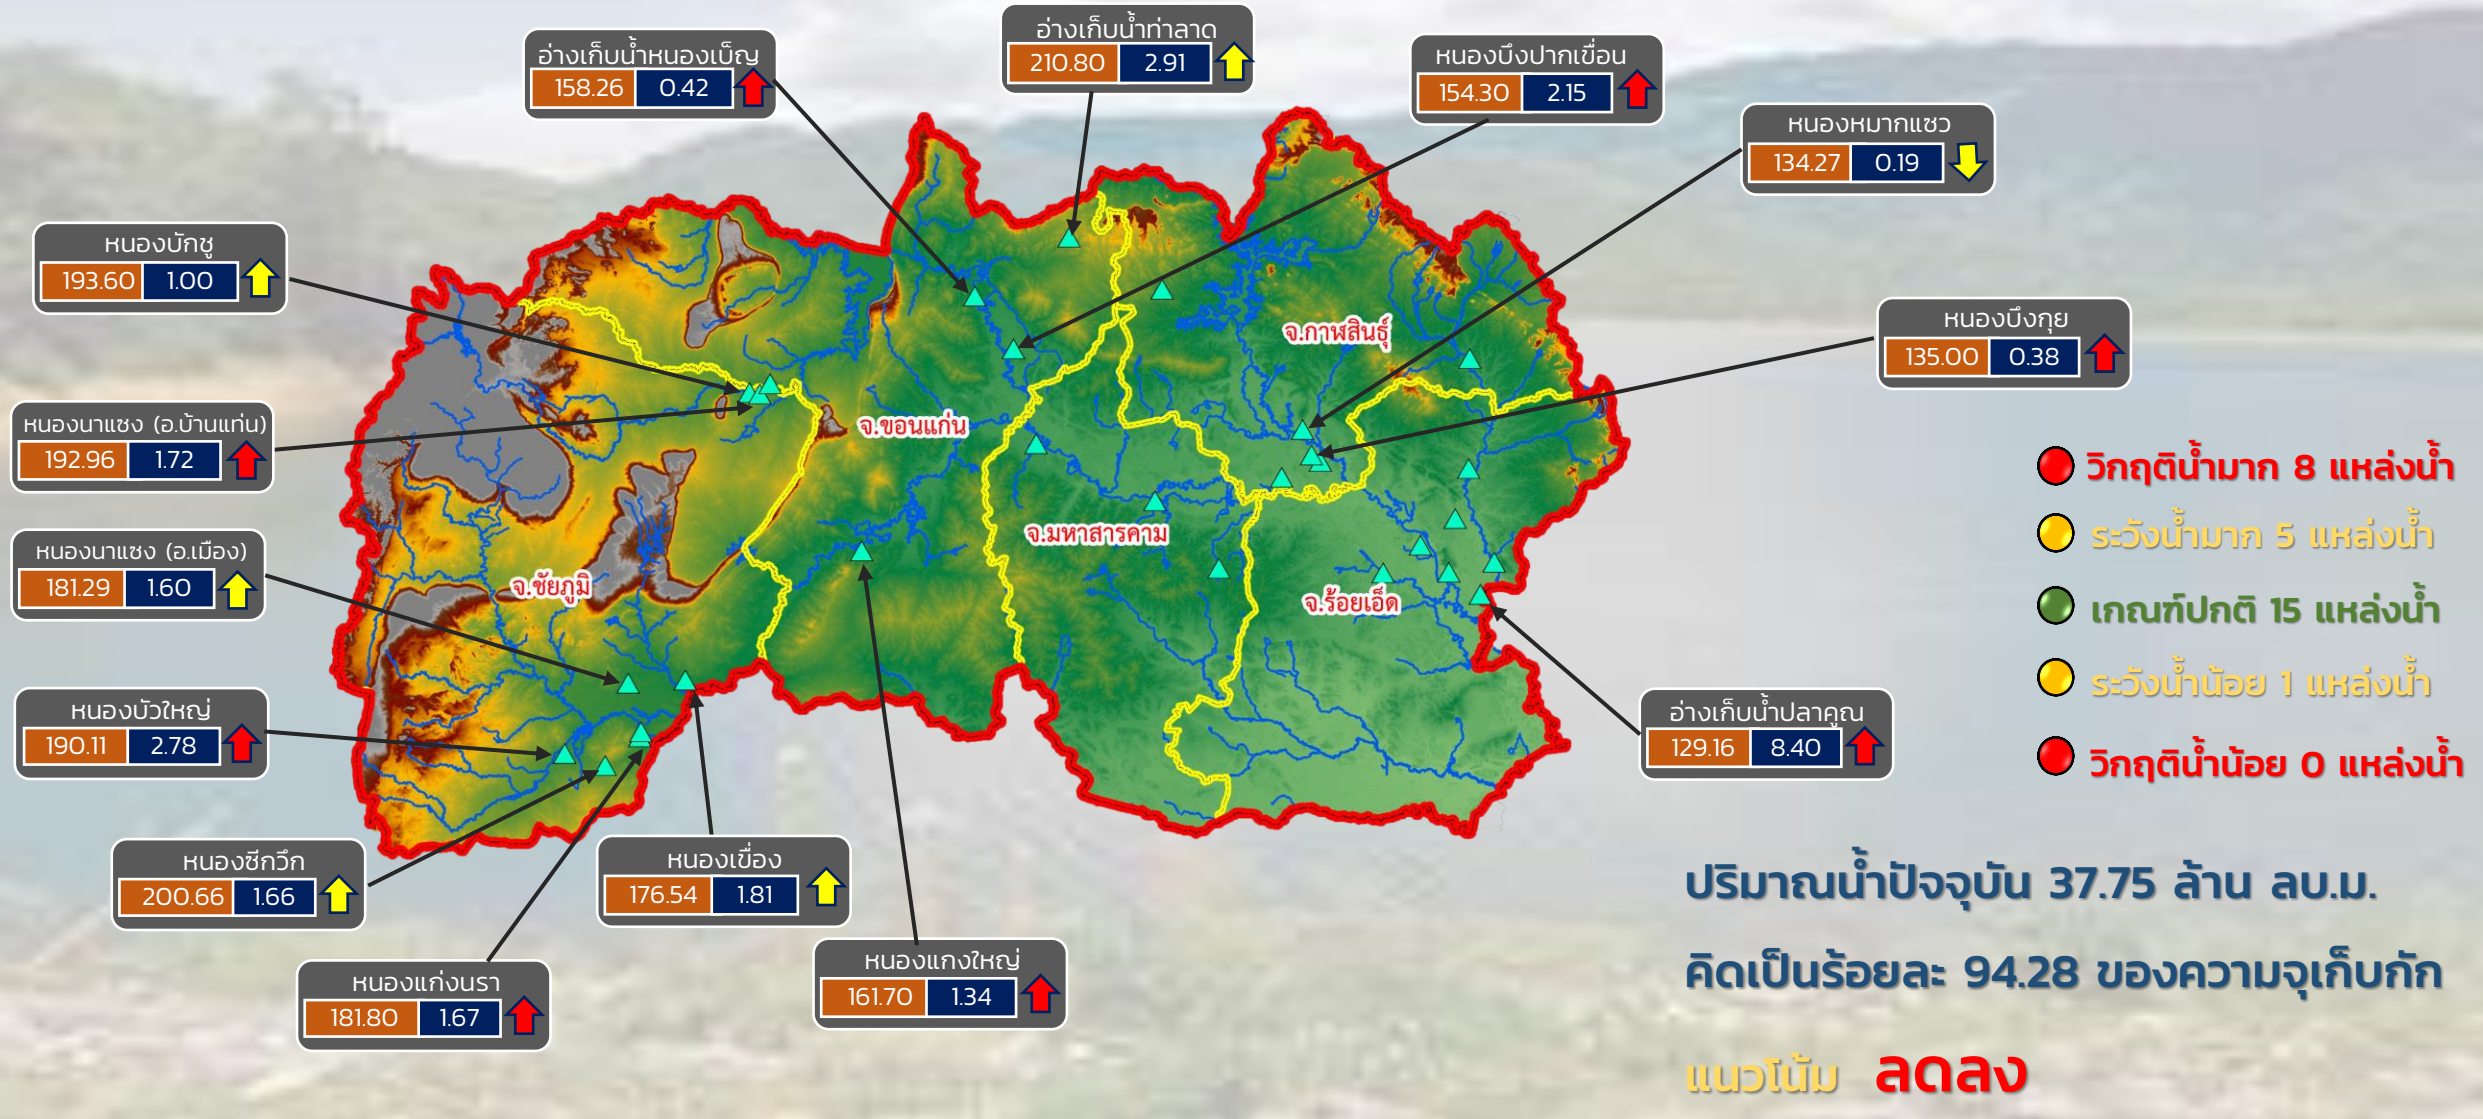 อ่างเก็บน้ำหนองเบ็ญ
158.26 0.42
อ่างเก็บน้ำท่าลาด
210.80 2.91
หนองบึงปากเขื่อน
154.30 2.15
หนองหมากแซว
134.27 0.19
หนองบักชู
193.60 1.00
หนองบึงกุย
135.00 0.38
หนองนาแซง (อ.บ้านแท่น)
192.96 1.72
หนองนาแซง (อ.เมือง)
181.29 1.60
หนองบัวใหญ่
190.11 2.78
หนองซีกวึก
200.66 1.66
หนองแก่งนรา
181.80 1.67
หนองเขื่อง
176.54 1.81
หนองแกงใหญ่
161.70 1.34
อ่างเก็บน้ำปลาคูณ
129.16 8.40
จ.กาฬสินธุ์
จ.ขอนแก่น
จ.มหาสารคาม
จ.ชัยภูมิ
จ.ร้อยเอ็ด
วิกฤติน้ำมาก 8 แหล่งน้ำ
ระวังน้ำมาก 5 แหล่งน้ำ
เกณฑ์ปกติ 15 แหล่งน้ำ
ระวังน้ำน้อย 1 แหล่งน้ำ
วิกฤติน้ำน้อย 0 แหล่งน้ำ
ปริมาณน้ำปัจจุบัน 37.75 ล้าน ลบ.ม.
คิดเป็นร้อยละ 94.28 ของความจุเก็บกัก
แนวโน้ม ลดลง